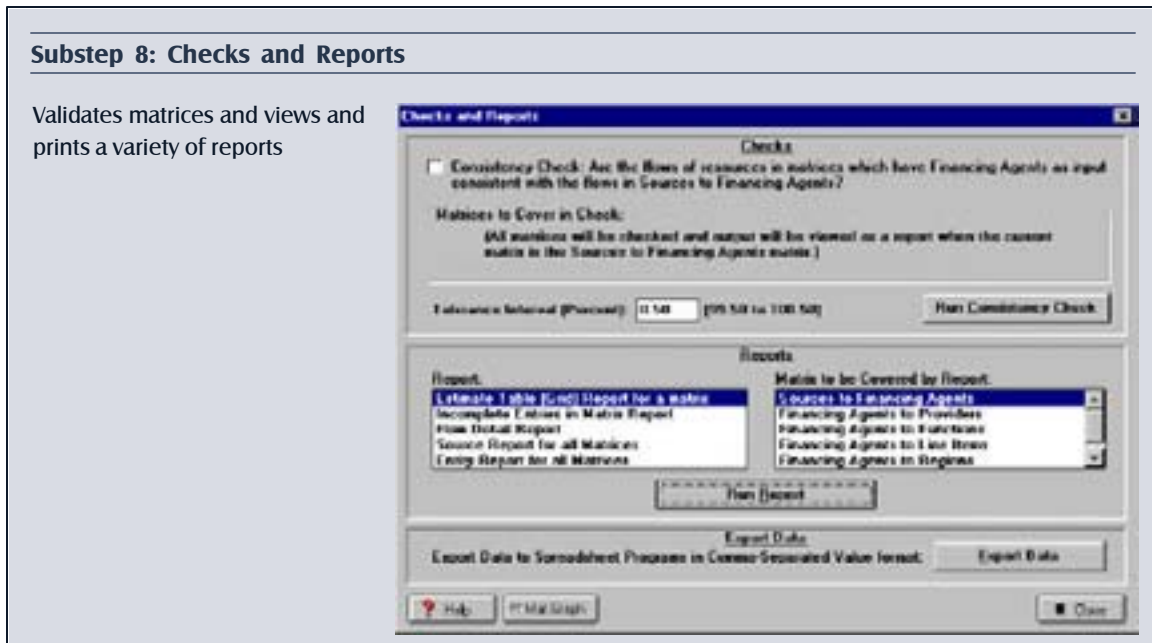 Substep 8: Checks and Reports
Validates matrices and views and
prints a variety of reports
Checks and Reports
Checks
Consistency Check: Are the flows of resources in matrices which have Financing Agents as input
consistent with the flows in Sources to Financing Agents?
Matrices to Cover in Check:
(All matrices will be checked and output will be viewed as a report when the current
matrix is the Sources to Financing Agents matrix.)
Tolerance Interval (Percent): 0.50 (99.50 to 100.50) Run Consistency Check
Reports
Report: Matrix to be Covered by Report:
Estimate Table (Grid) Report for a matrix Sources to Financing Agents
Incomplete Entries in Matrix Report Financing Agents to Providers
Flow Detail Report Financing Agents to Functions
Source Report for all Matrices Financing Agents to Line Items
Entry Report for all Matrices Financing Agents to Regions
Run Report
Export Data
Export Data to Spreadsheet Programs in Comma-Separated Value format: Export Data
? Help Close